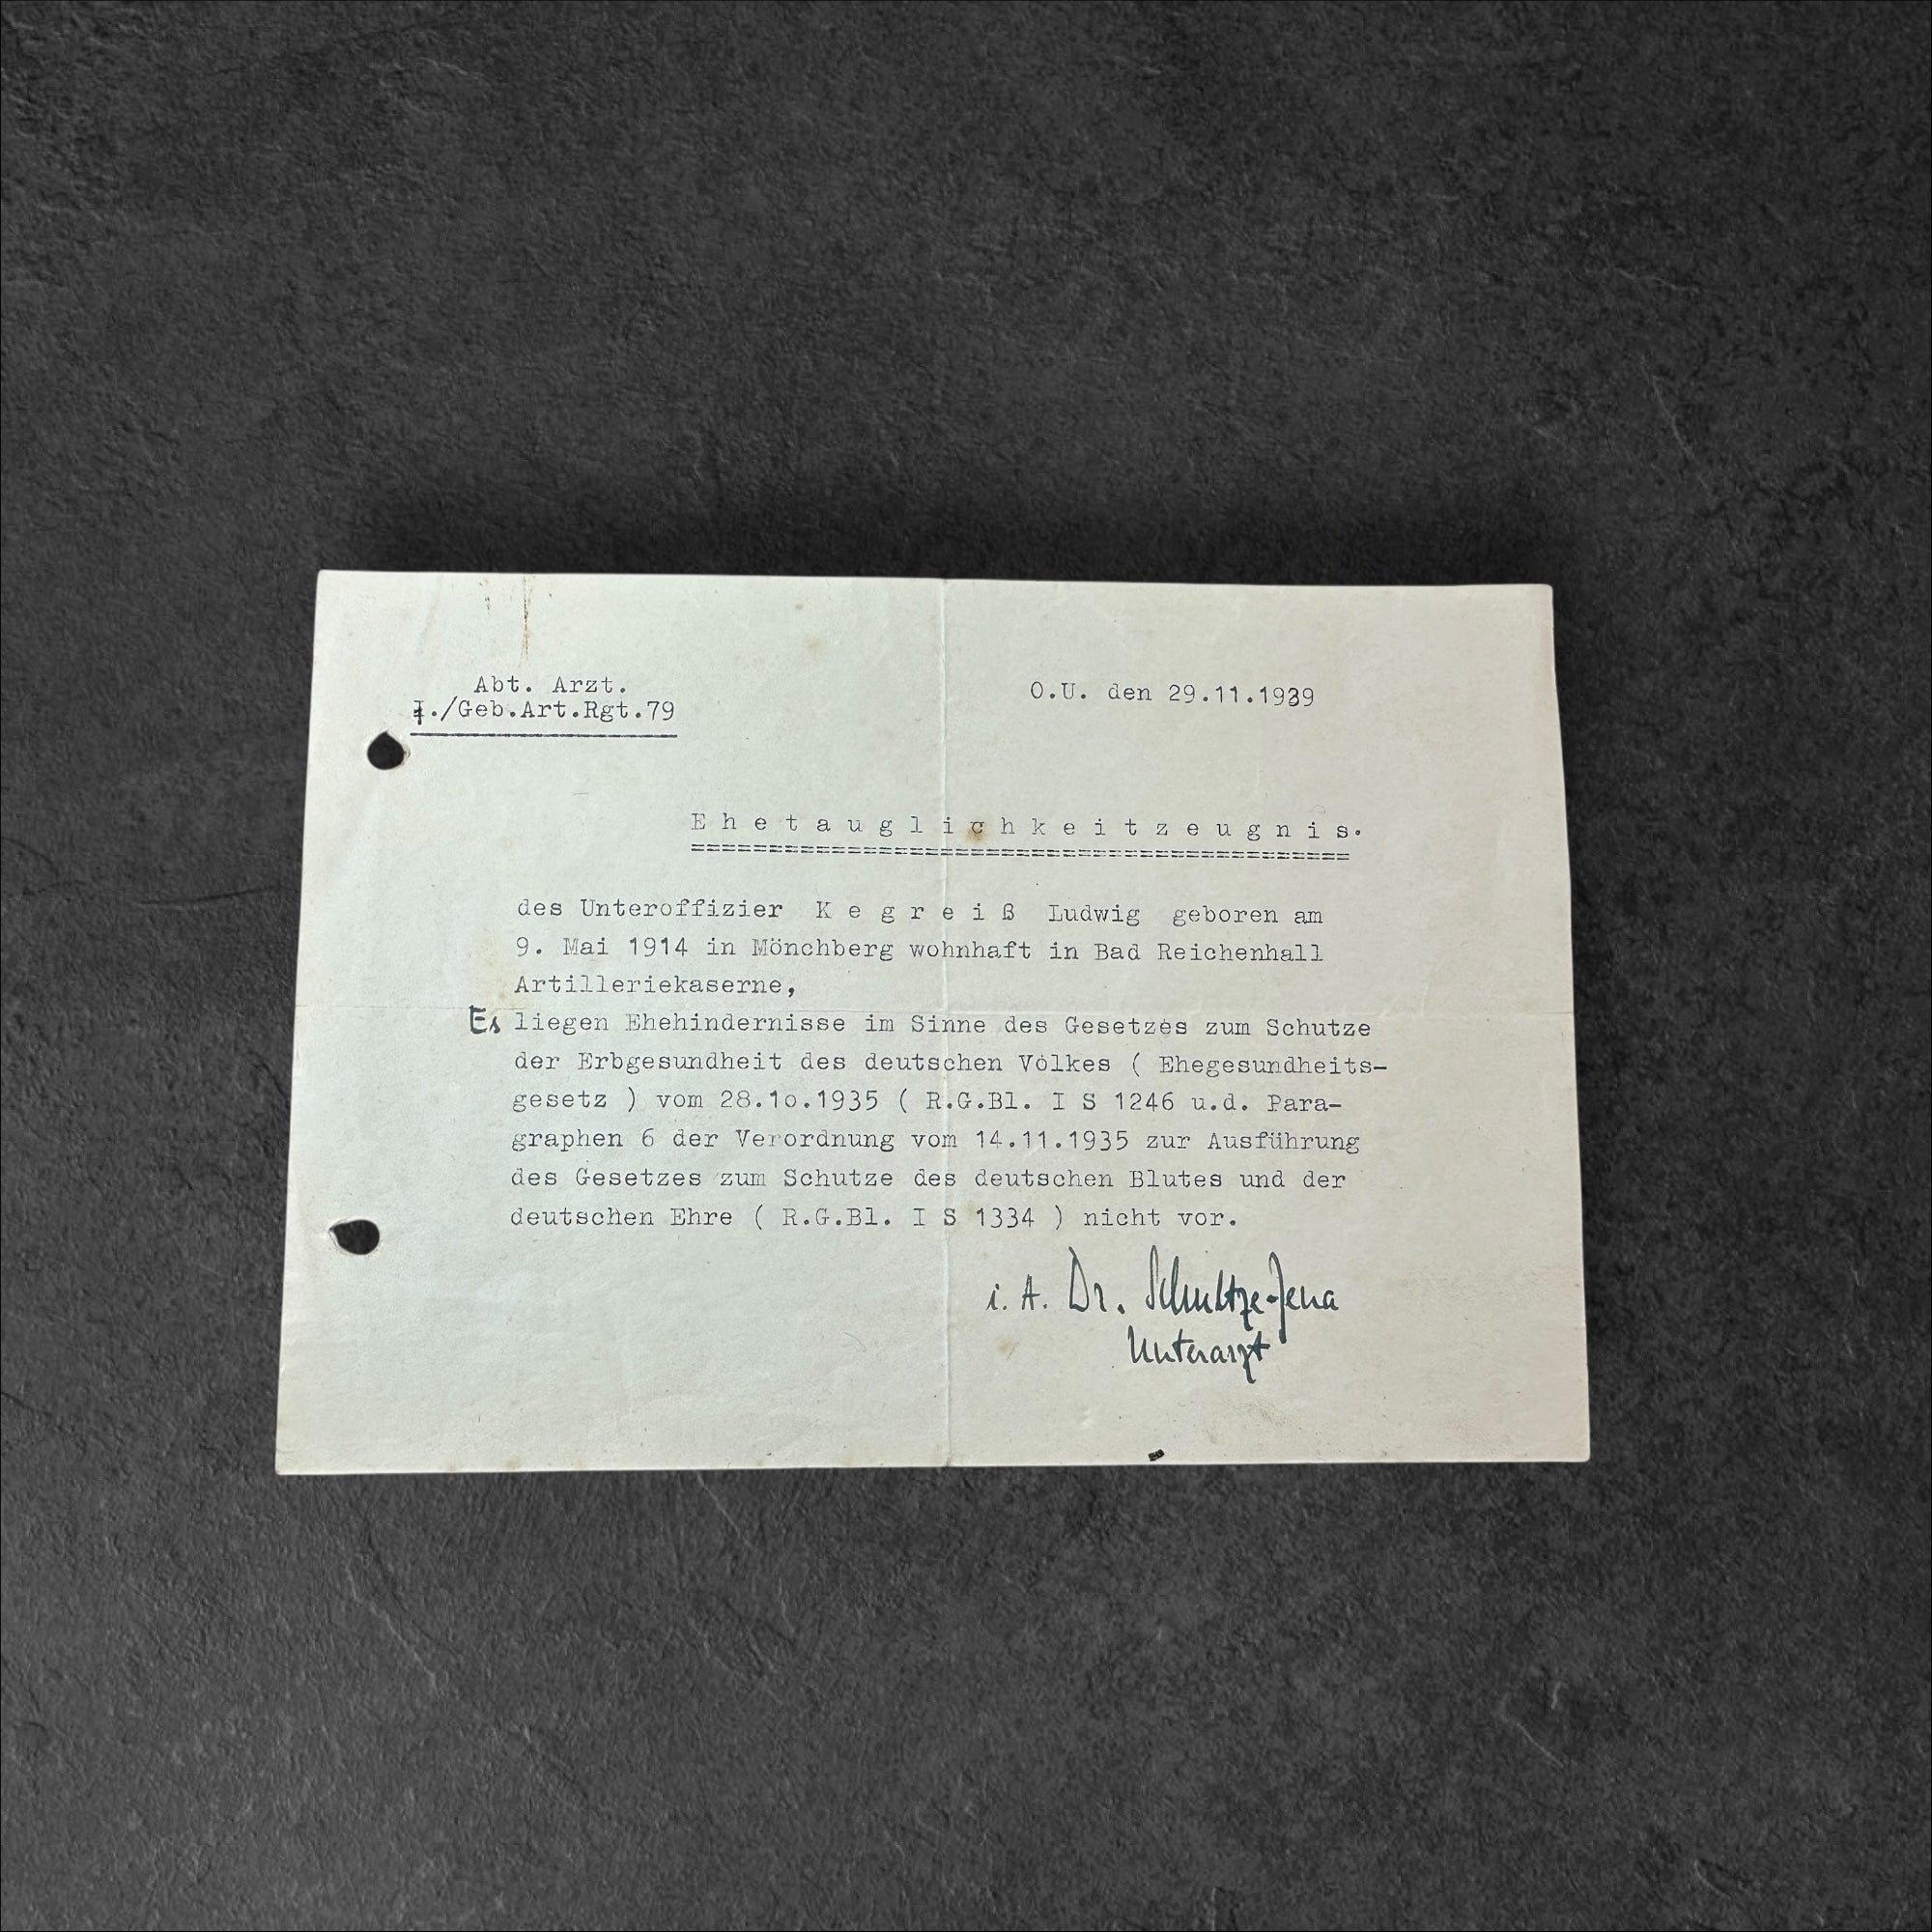 Abt. Arzt.
I./Geb.Art.Rgt.79
O.U. den 29.11.1939
Ehetauglichkeitzeugnis.
des Unteroffizier Kegreiß Ludwig geboren am
9. Mai 1914 in Mönchberg wohnhaft in Bad Reichenhall
Artilleriekaserne,
Es liegen Ehehindernisse im Sinne des Gesetzes zum Schutze
der Erbgesundheit des deutschen Volkes ( Ehegesundheits-
gesetz ) vom 28.1o.1935 ( R.G.Bl. I S 1246 u.d. Para-
graphen 6 der Verordnung vom 14.11.1935 zur Ausführung
des Gesetzes zum Schutze des deutschen Blutes und der
deutschen Ehre ( R.G.Bl. I S 1334 ) nicht vor.
i. A. Dr. Schultze-Jena
Unterarzt